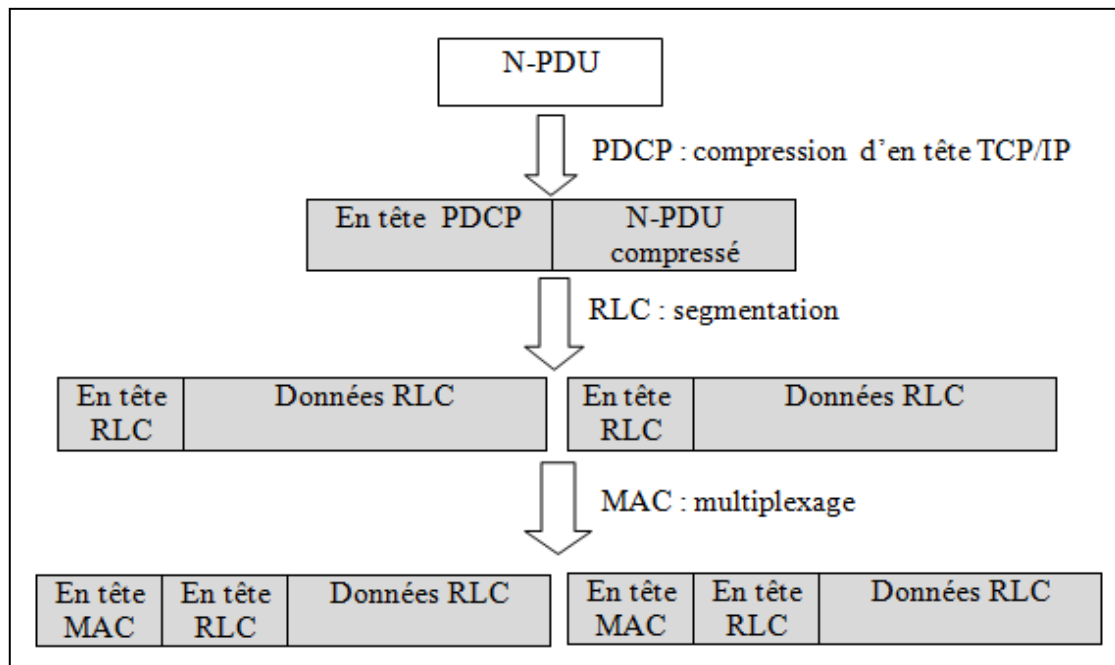 N-PDU
PDCP : compression d'en tête TCP/IP
En tête PDCP
N-PDU
compressé
RLC : segmentation
En tête
RLC
Données RLC
En tête
RLC
Données RLC
MAC : multiplexage
En tête
MAC
En tête
RLC
Données RLC
En tête
MAC
En tête
RLC
Données RLC